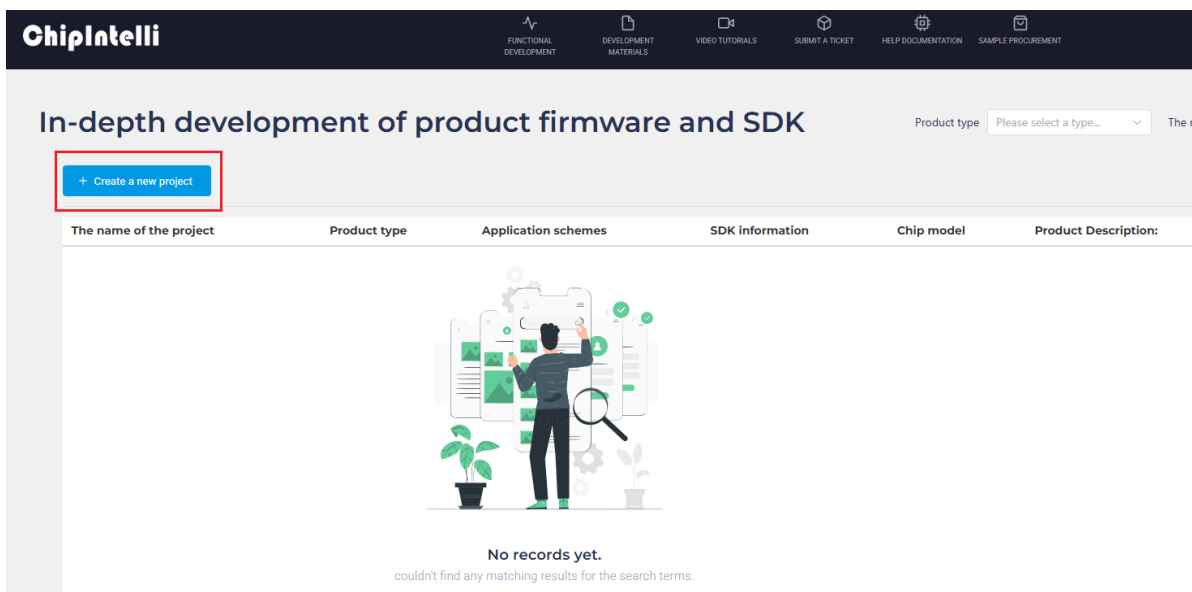 ChipIntelli
FUNCTIONAL
DEVELOPMENT
DEVELOPMENT
MATERIALS
VIDEO TUTORIALS
SUBMIT A TICKET
HELP DOCUMENTATION
SAMPLE PROCUREMENT
In-depth development of product firmware and SDK
Product type
Please select a type...
The
+ Create a new project
The name of the project
Product type
Application schemes
SDK information
Chip model
Product Description:
No records yet.
couldn't find any matching results for the search terms.